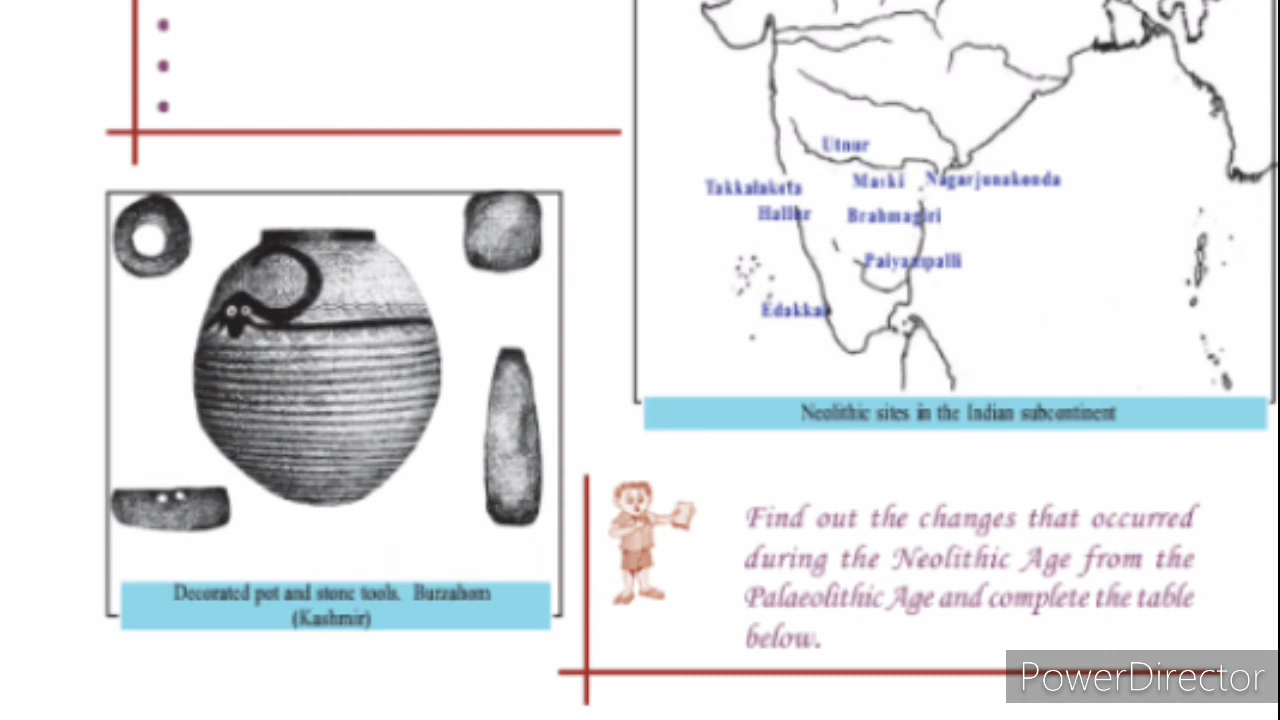 Utnur
Takkalakota Maski Nagarjunakonda
Hallur Brahmagiri
Paiyampalli
Edakkal
Neolithic sites in the Indian subcontinent
Decorated pot and stone tools. Burzahom
(Kashmir)
Find out the changes that occurred
during the Neolithic Age from the
Palaeolithic Age and complete the table
below.
PowerDirector